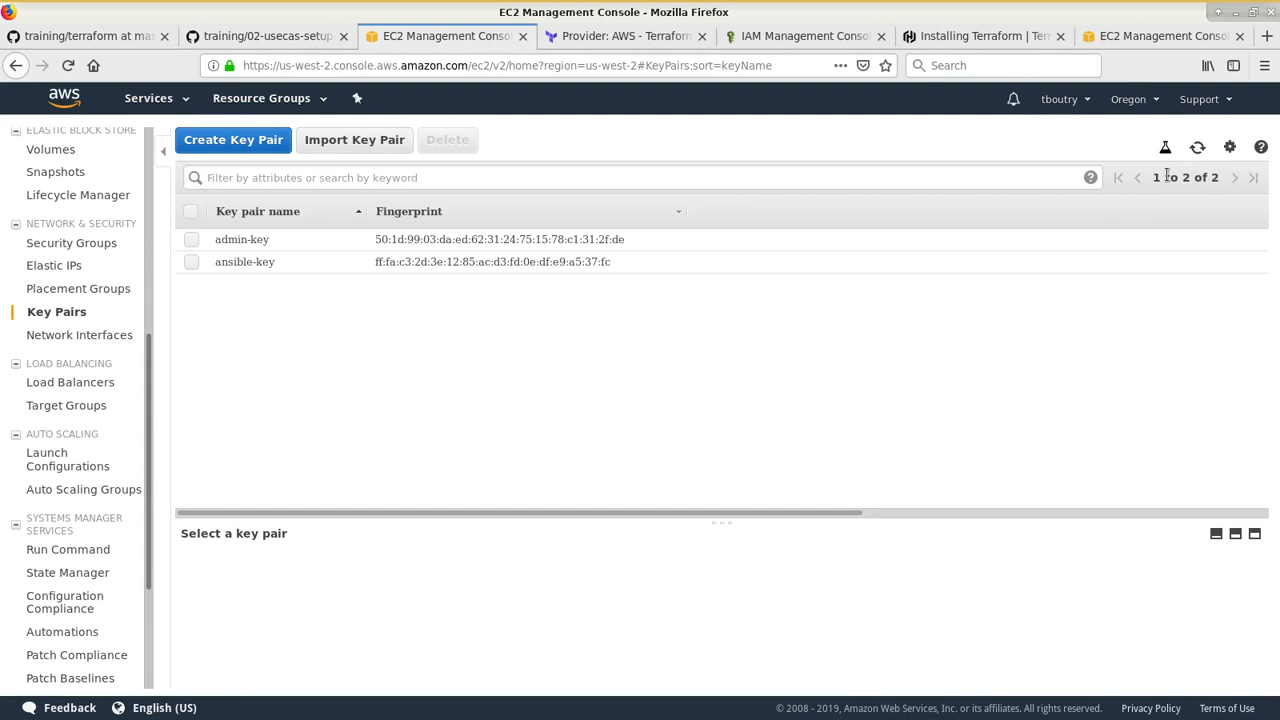 EC2 Management Console - Mozilla Firefox
training/terraform at mas
training/02-usecas-setup
EC2 Management Conso
Provider: AWS - Terraform
IAM Management Conso
Installing Terraform | Terr
EC2 Management Conso
https://us-west-2.console.aws.amazon.com/ec2/v2/home?region=us-west-2#KeyPairs:sort=keyName
Search
aws
Services
Resource Groups
tboutry
Oregon
Support
ELASTIC BLOCK STORE
Volumes
Snapshots
Lifecycle Manager
NETWORK & SECURITY
Security Groups
Elastic IPs
Placement Groups
Key Pairs
Network Interfaces
LOAD BALANCING
Load Balancers
Target Groups
AUTO SCALING
Launch
Configurations
Auto Scaling Groups
SYSTEMS MANAGER
SERVICES
Run Command
State Manager
Configuration
Compliance
Automations
Patch Compliance
Patch Baselines
Create Key Pair
Import Key Pair
Delete
Filter by attributes or search by keyword
1 to 2 of 2
Key pair name
Fingerprint
admin-key
50:1d:99:03:da:ed:62:31:24:75:15:78:c1:31:2f:de
ansible-key
ff:fa:c3:2d:3e:12:85:ac:d3:fd:0e:df:e9:a5:37:fc
Select a key pair
Feedback
English (US)
© 2008 - 2019, Amazon Web Services, Inc. or its affiliates. All rights reserved.
Privacy Policy
Terms of Use